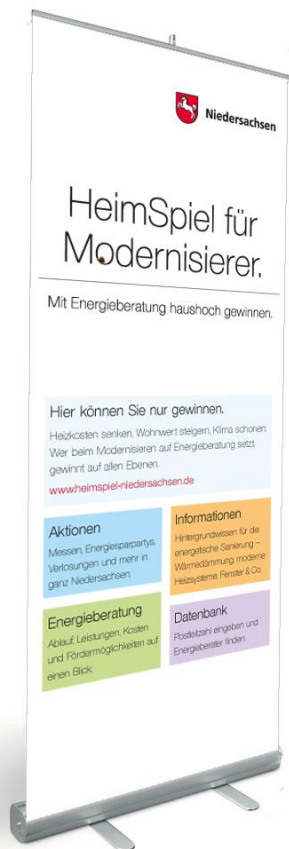 Niedersachsen
HeimSpiel für
Modernisierer.
Mit Energieberatung haushoch gewinnen.
Hier können Sie nur gewinnen.
Heizkosten senken, Wohnwert steigern, Klima schonen:
Wer beim Modernisieren auf Energieberatung setzt,
gewinnt auf allen Ebenen.
www.heimspiel-niedersachsen.de
Aktionen
Messen, Energiesparpartys,
Verlosungen und mehr in
ganz Niedersachsen.
Informationen
Hintergrundwissen für die
energetische Sanierung –
Wärmedämmung, moderne
Heizsysteme, Fenster & Co.
Energieberatung
Ablauf, Leistungen, Kosten
und Fördermöglichkeiten auf
einen Blick.
Datenbank
Postleitzahl eingeben und
Energieberater finden.